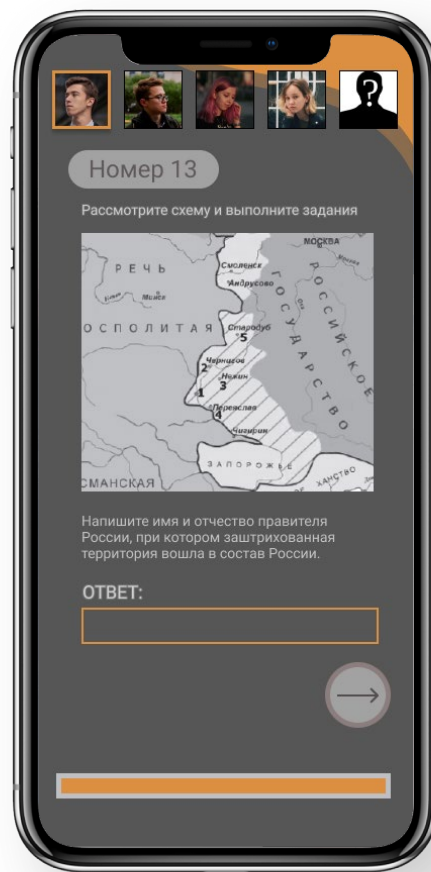 ?
Номер 13
Рассмотрите схему и выполните задания
МОСКВА
РЕЧЬ
Смоленск
Андрусово
Минск
ПОСПОЛИТАЯ
РОССИЙСКОЕ
ГОСУДАРСТВО
Стародуб
5
Чернигов
2
Нежин
3
1
Переяслав
4
Чигирин
ЗАПОРОЖЬЕ
ХАНСТВО
СМАНСКАЯ
Напишите имя и отчество правителя
России, при котором заштрихованная
территория вошла в состав России.
ОТВЕТ: